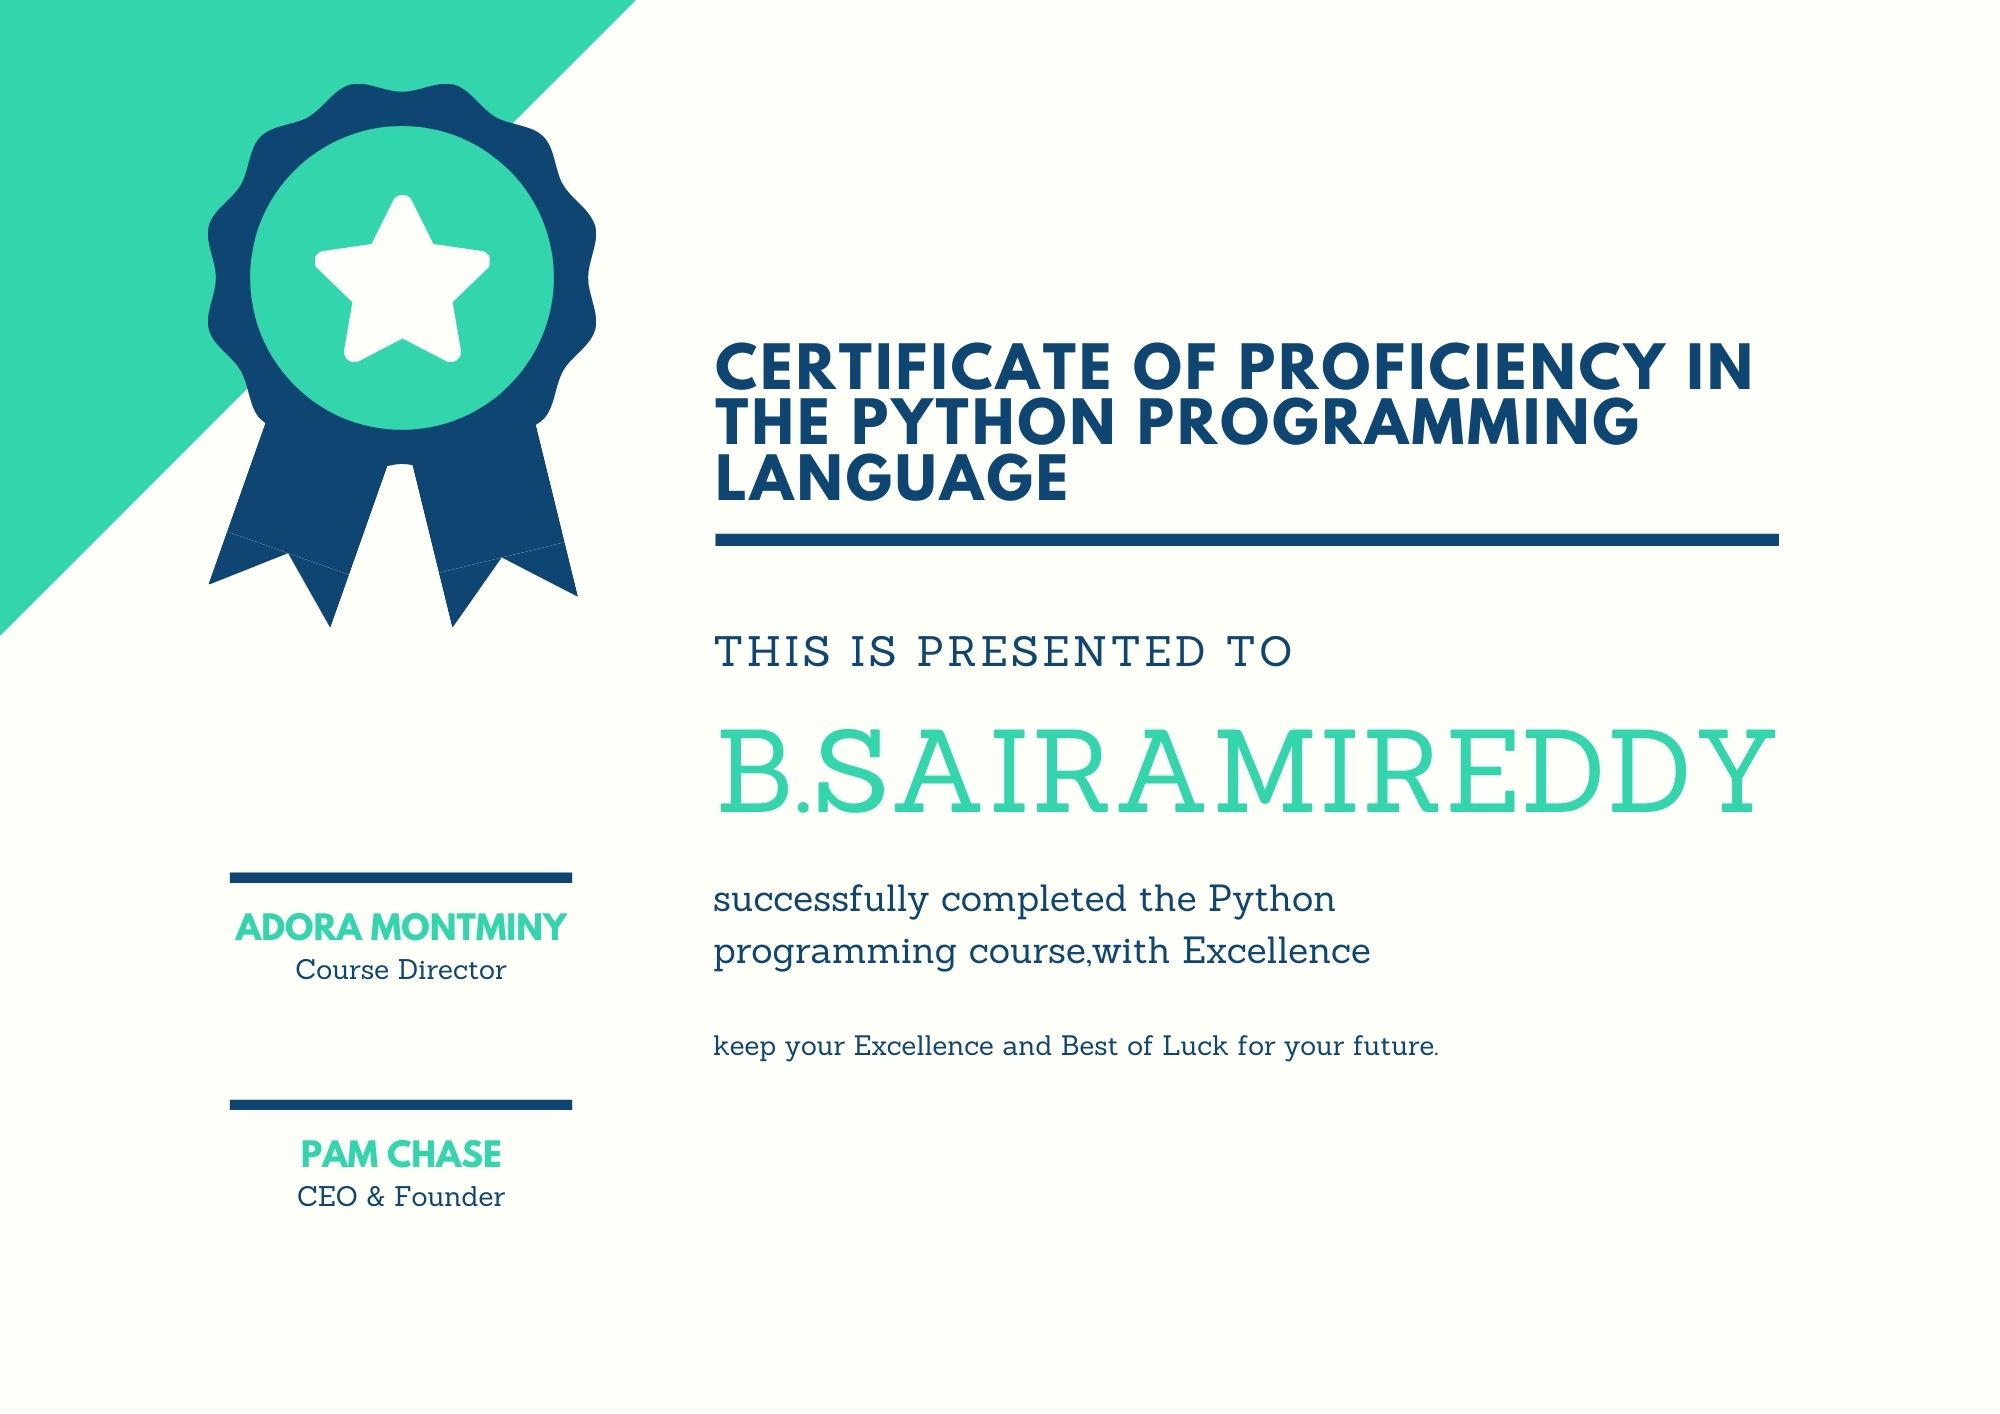 CERTIFICATE OF PROFICIENCY IN
THE PYTHON PROGRAMMING
LANGUAGE
THIS IS PRESENTED TO
B.SAIRAMIREDDY
successfully completed the Python
programming course,with Excellence
keep your Excellence and Best of Luck for your future.
ADORA MONTMINY
Course Director
PAM CHASE
CEO & Founder